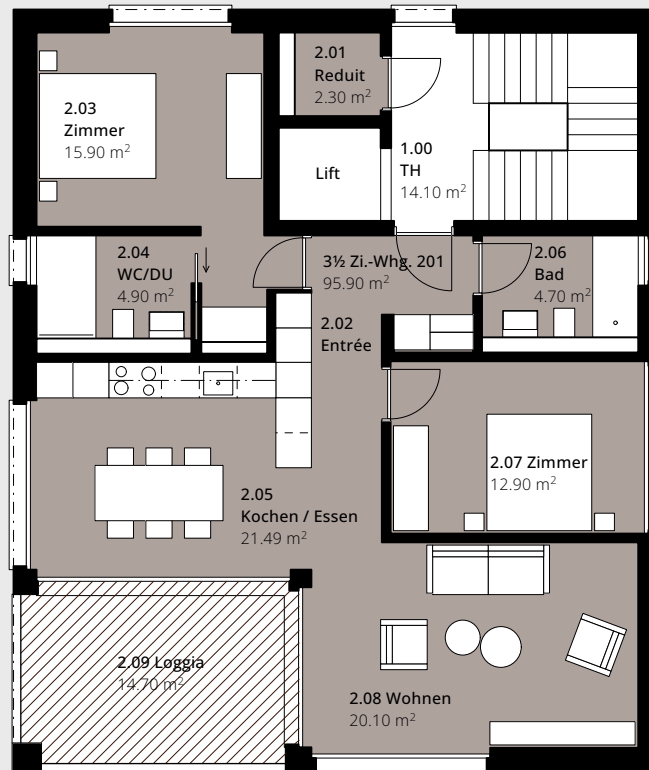 2.01
Reduit
2.30 m²
2.03
Zimmer
15.90 m²
1.00
TH
14.10 m²
Lift
2.04
WC/DU
4.90 m²
3½ Zi.-Whg. 201
95.90 m²
2.06
Bad
4.70 m²
2.02
Entrée
2.07 Zimmer
12.90 m²
2.05
Kochen / Essen
21.49 m²
2.09 Loggia
14.70 m²
2.08 Wohnen
20.10 m²